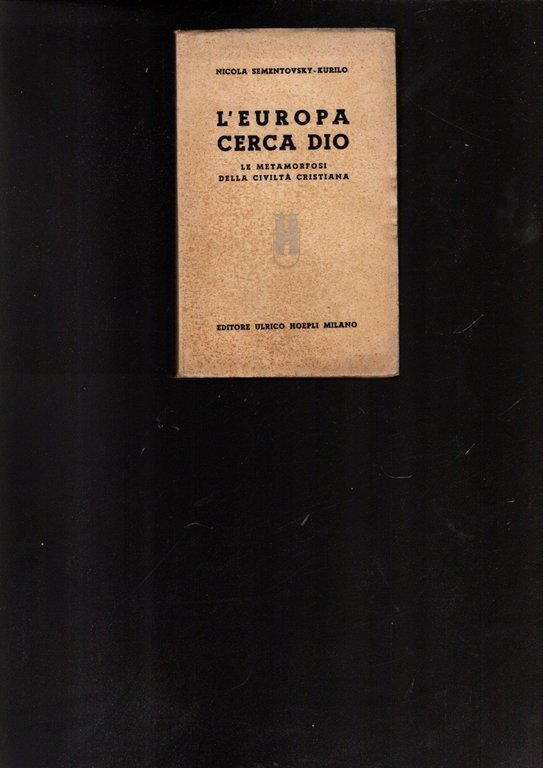 NICOLA SEMENTOVSKY-KURILO
L'EUROPA
CERCA DIO
LE METAMORFOSI
DELLA CIVILTÀ CRISTIANA
EDITORE ULRICO HOEPLI MILANO